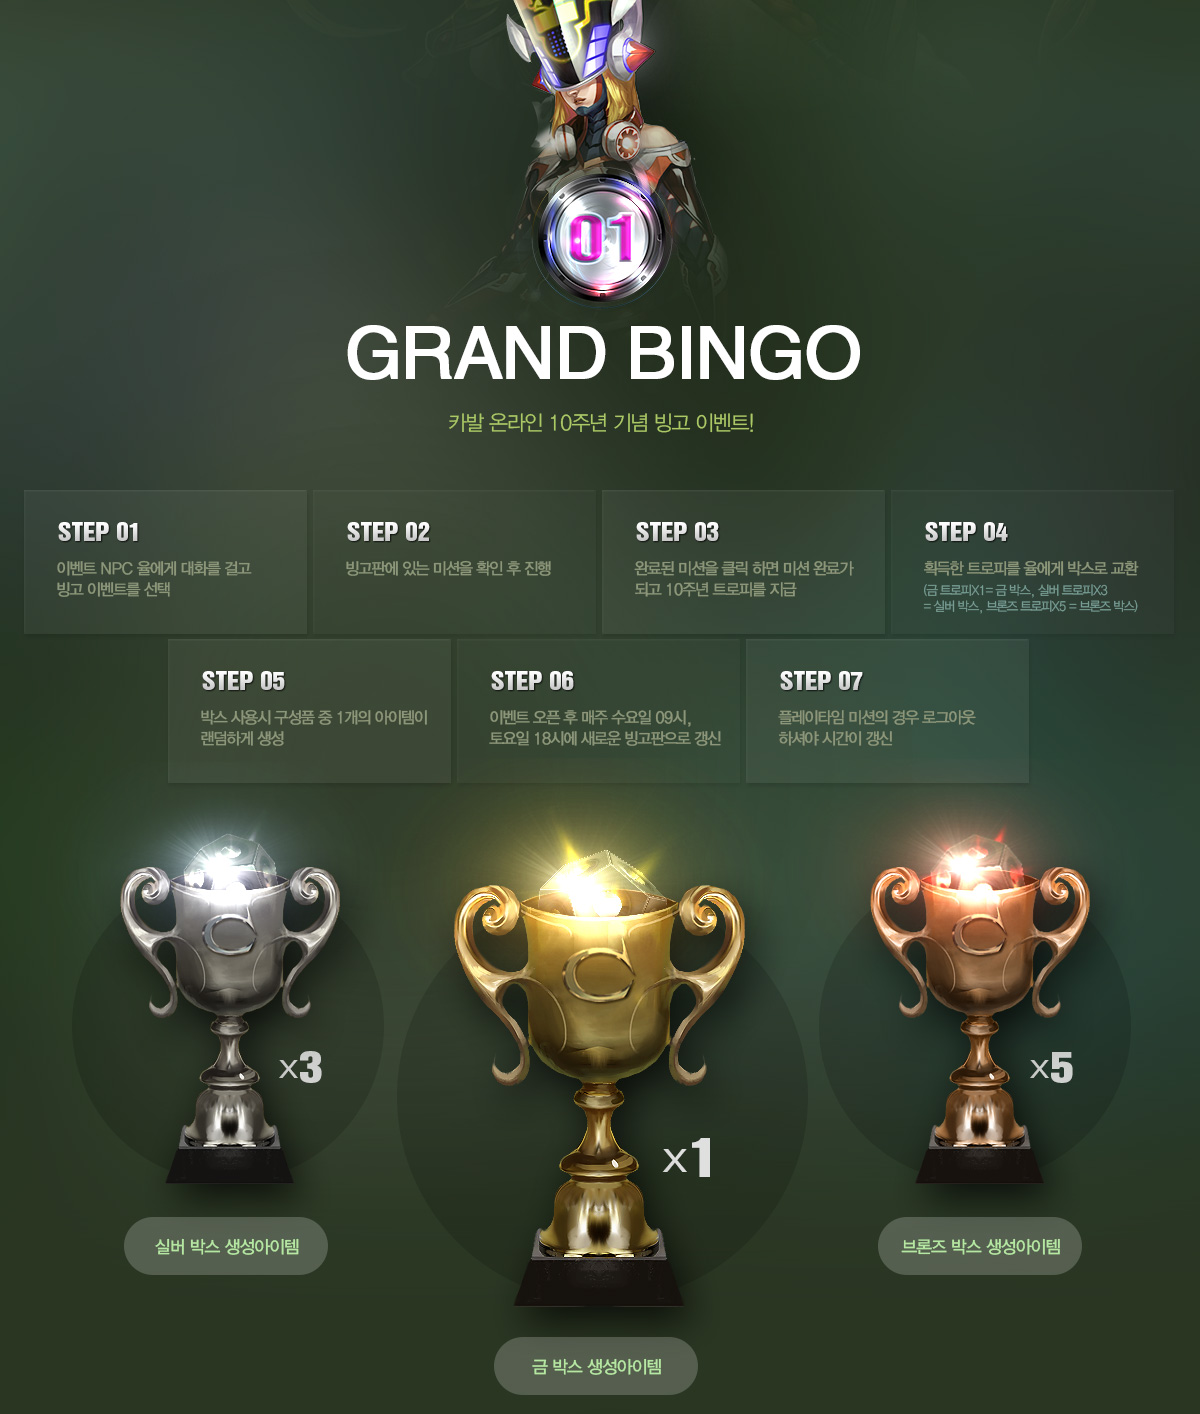 01
GRAND BINGO
카발 온라인 10주년 기념 빙고 이벤트!
STEP 01
이벤트 NPC 율에게 대화를 걸고
빙고 이벤트를 선택
STEP 02
빙고판에 있는 미션을 확인 후 진행
STEP 03
완료된 미션을 클릭 하면 미션 완료가
되고 10주년 트로피를 지급
STEP 04
획득한 트로피를 율에게 박스로 교환
(금 트로피X1= 금 박스, 실버 트로피X3
= 실버 박스, 브론즈 트로피X5 = 브론즈 박스)
STEP 05
박스 사용시 구성품 중 1개의 아이템이
랜덤하게 생성
STEP 06
이벤트 오픈 후 매주 수요일 09시,
토요일 18시에 새로운 빙고판으로 갱신
STEP 07
플레이타임 미션의 경우 로그아웃
하셔야 시간이 갱신
x3
x1
x5
실버 박스 생성아이템
금 박스 생성아이템
브론즈 박스 생성아이템